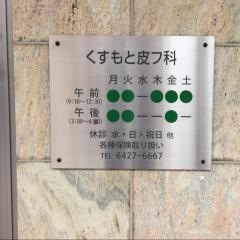 くすもと皮フ科
月火水木金土
午前 ●●―●●●
(9:30～12:30)
午後 ●●――●―
(3:00～6:30)
休診 水・日・祝日 他
各種保険取り扱い
TEL 6427-6667